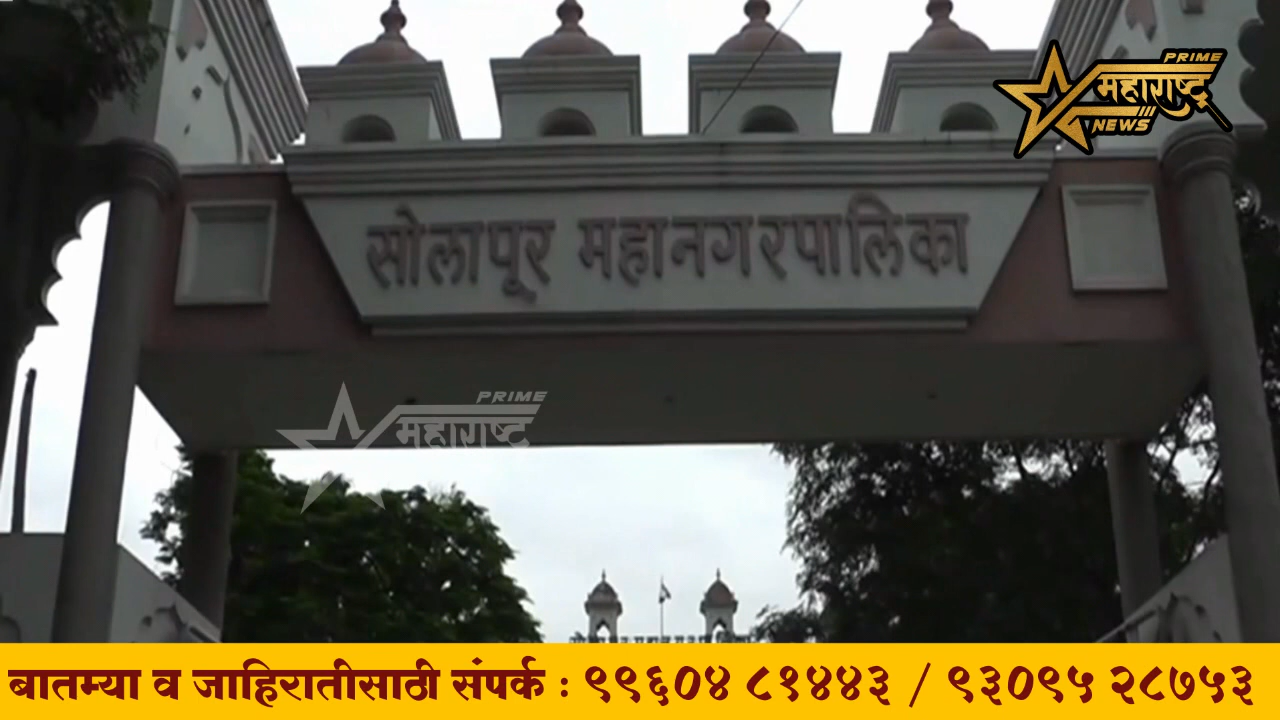 PRIME
महाराष्ट्र
NEWS
सोलापूर महानगरपालिका
PRIME
महाराष्ट्र
बातम्या व जाहिरातीसाठी संपर्क : ९९६०४ ८१४४३ / ९३०९५ २८७५३